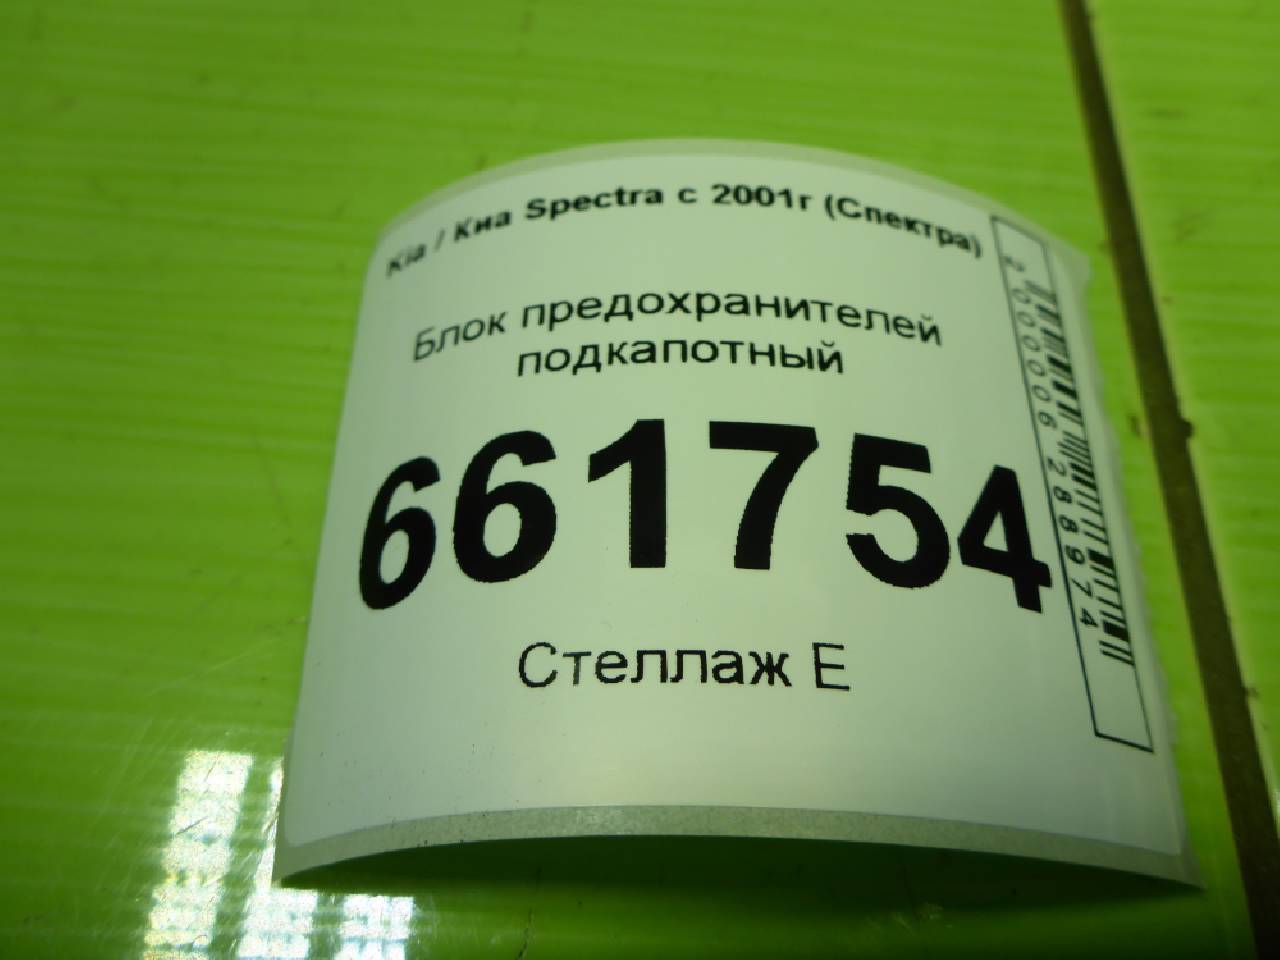 Kia / Киа Spectra с 2001г (Спектра)
Блок предохранителей
подкапотный
661754
Стеллаж Е
2000006288974